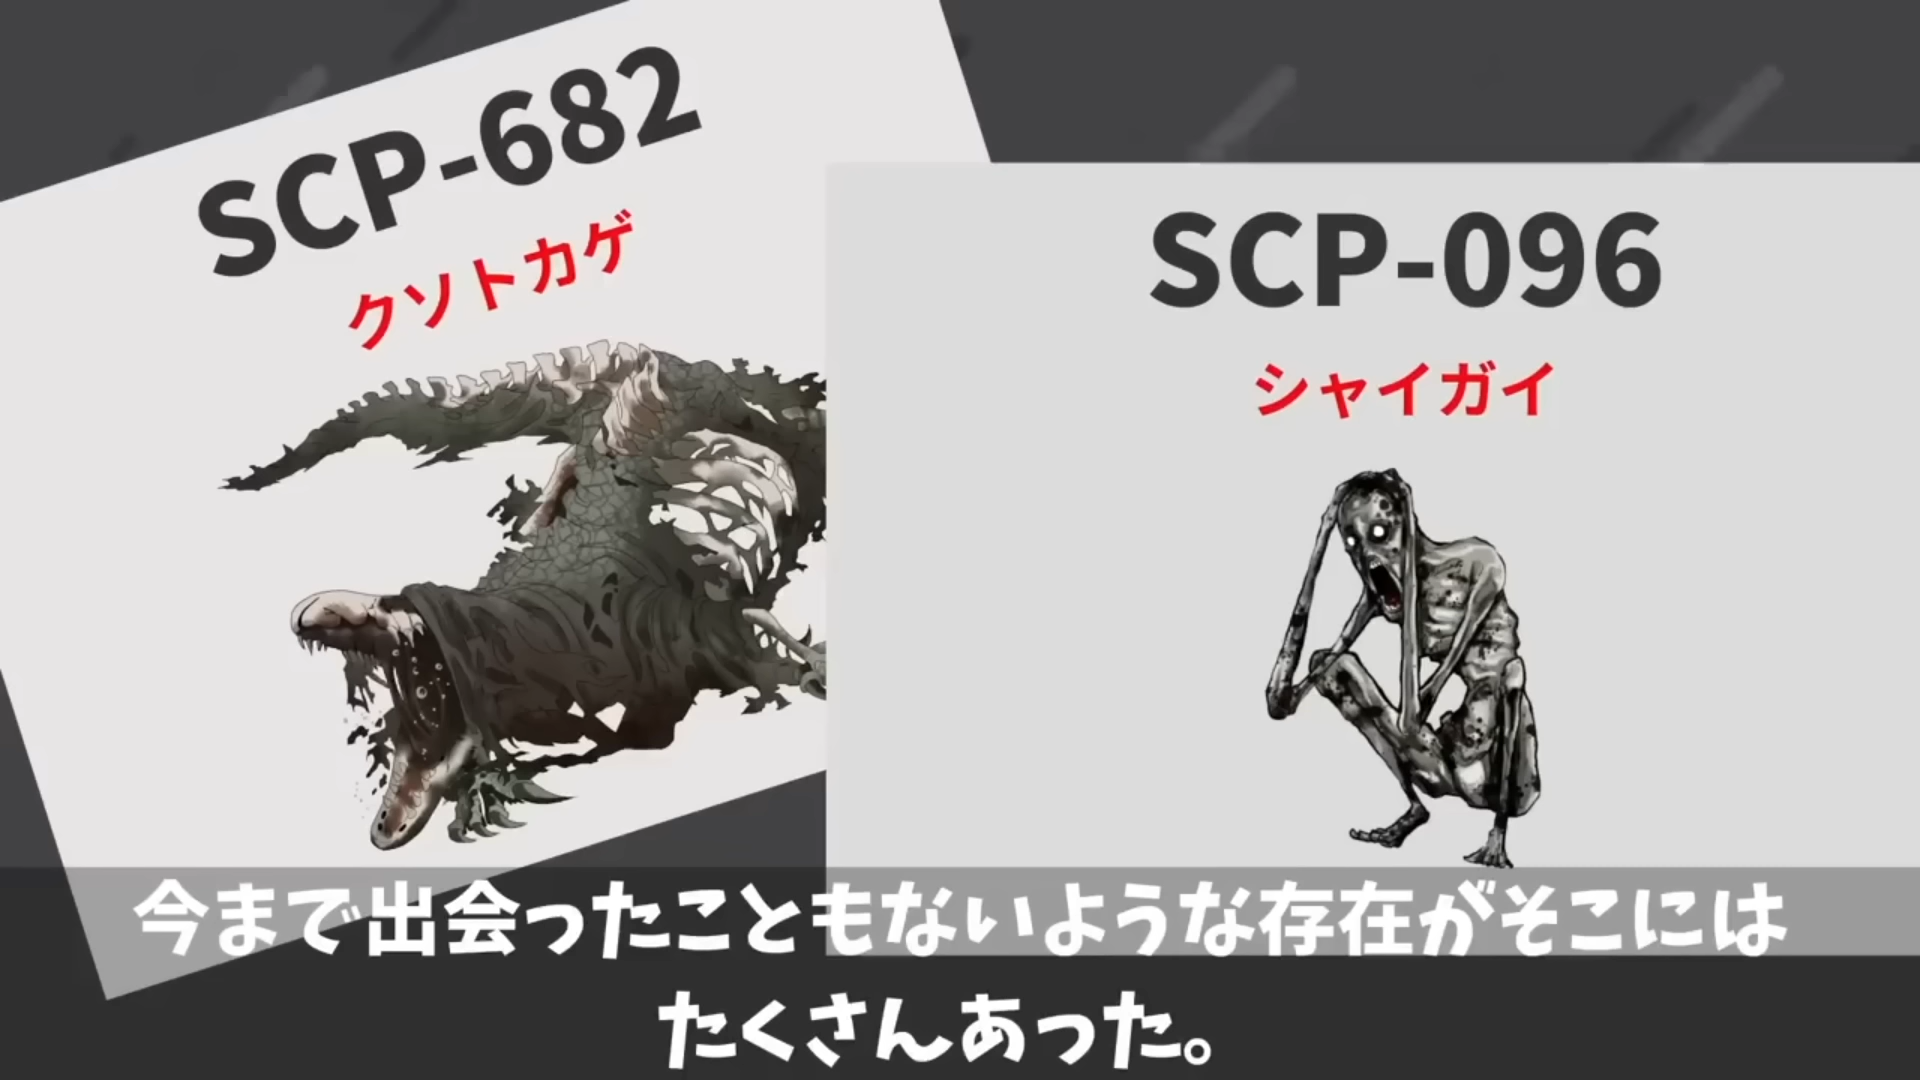 SCP-682
クソトカゲ
SCP-096
シャイガイ
今まで出会ったこともないような存在がそこには
たくさんあった。